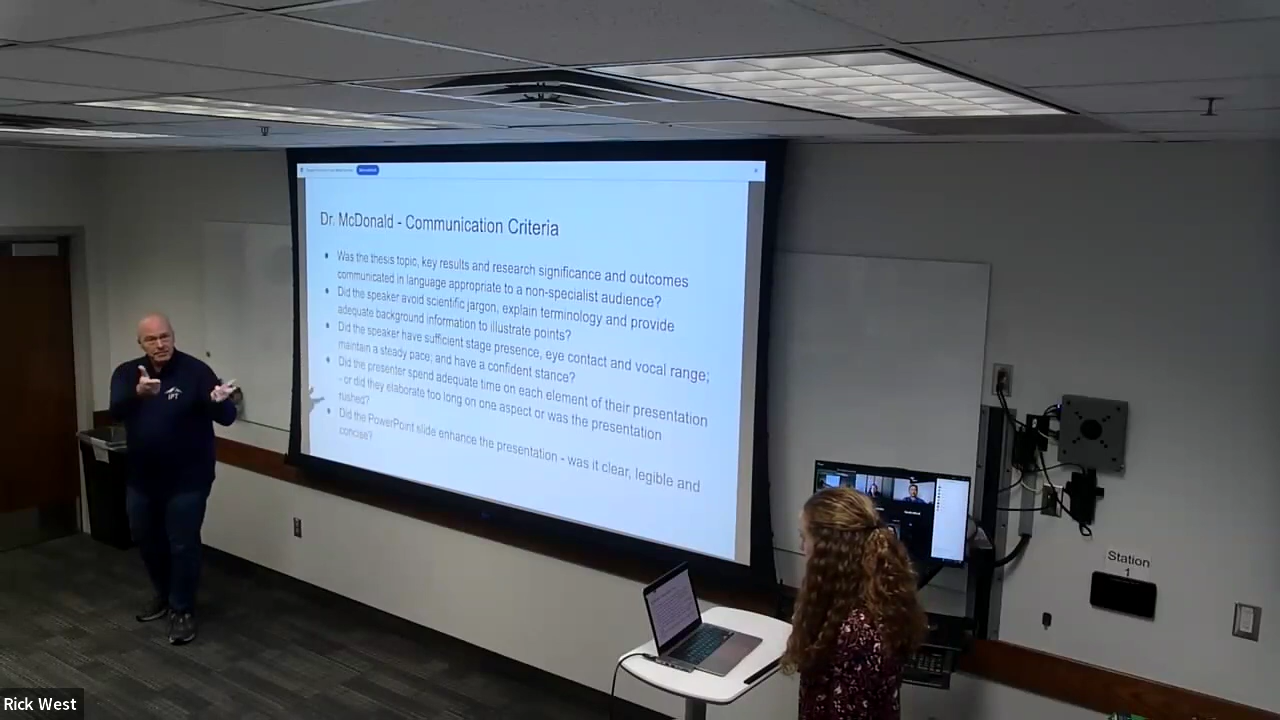 Dr. McDonald - Communication Criteria
• Was the thesis topic, key results and research significance and outcomes
communicated in language appropriate to a non-specialist audience?
• Did the speaker avoid scientific jargon, explain terminology and provide
adequate background information to illustrate points?
• Did the speaker have sufficient stage presence, eye contact and vocal range;
maintain a steady pace; and have a confident stance?
• Did the presenter spend adequate time on each element of their presentation
- or did they elaborate too long on one aspect or was the presentation
rushed?
• Did the PowerPoint slide enhance the presentation - was it clear, legible and
concise?
IPT
Station
1
Rick West